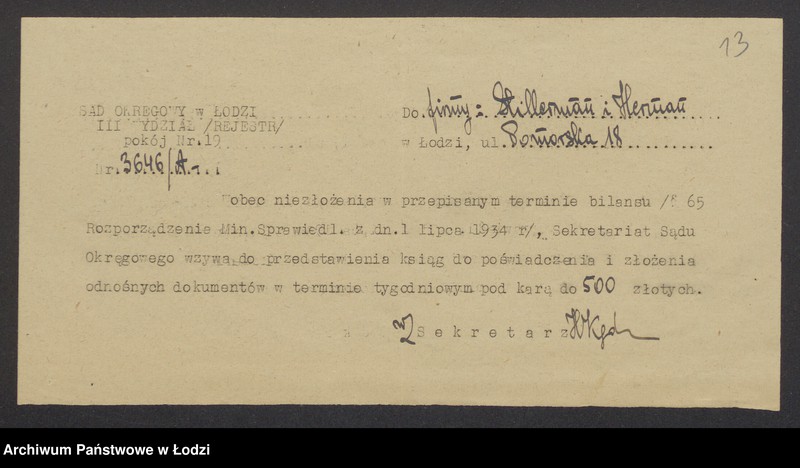 13
SĄD OKRĘGOWY w ŁODZI
III WYDZIAŁ /REJESTR/
pokój Nr.19
Nr. 3646/A.
Do firmy: Hillerman i Herman
w Łodzi, ul. Pomorska 18
Wobec niezłożenia w przepisanym terminie bilansu /§ 65
Rozporządzenie Min.Sprawiedl. z dn.1 lipca 1934 r/, Sekretariat Sądu
Okręgowego wzywa do przedstawienia ksiąg do poświadczenia i złożenia
odnośnych dokumentów w terminie tygodniowym pod karą do 500 złotych.
Sekretarz
Archiwum Państwowe w Łodzi